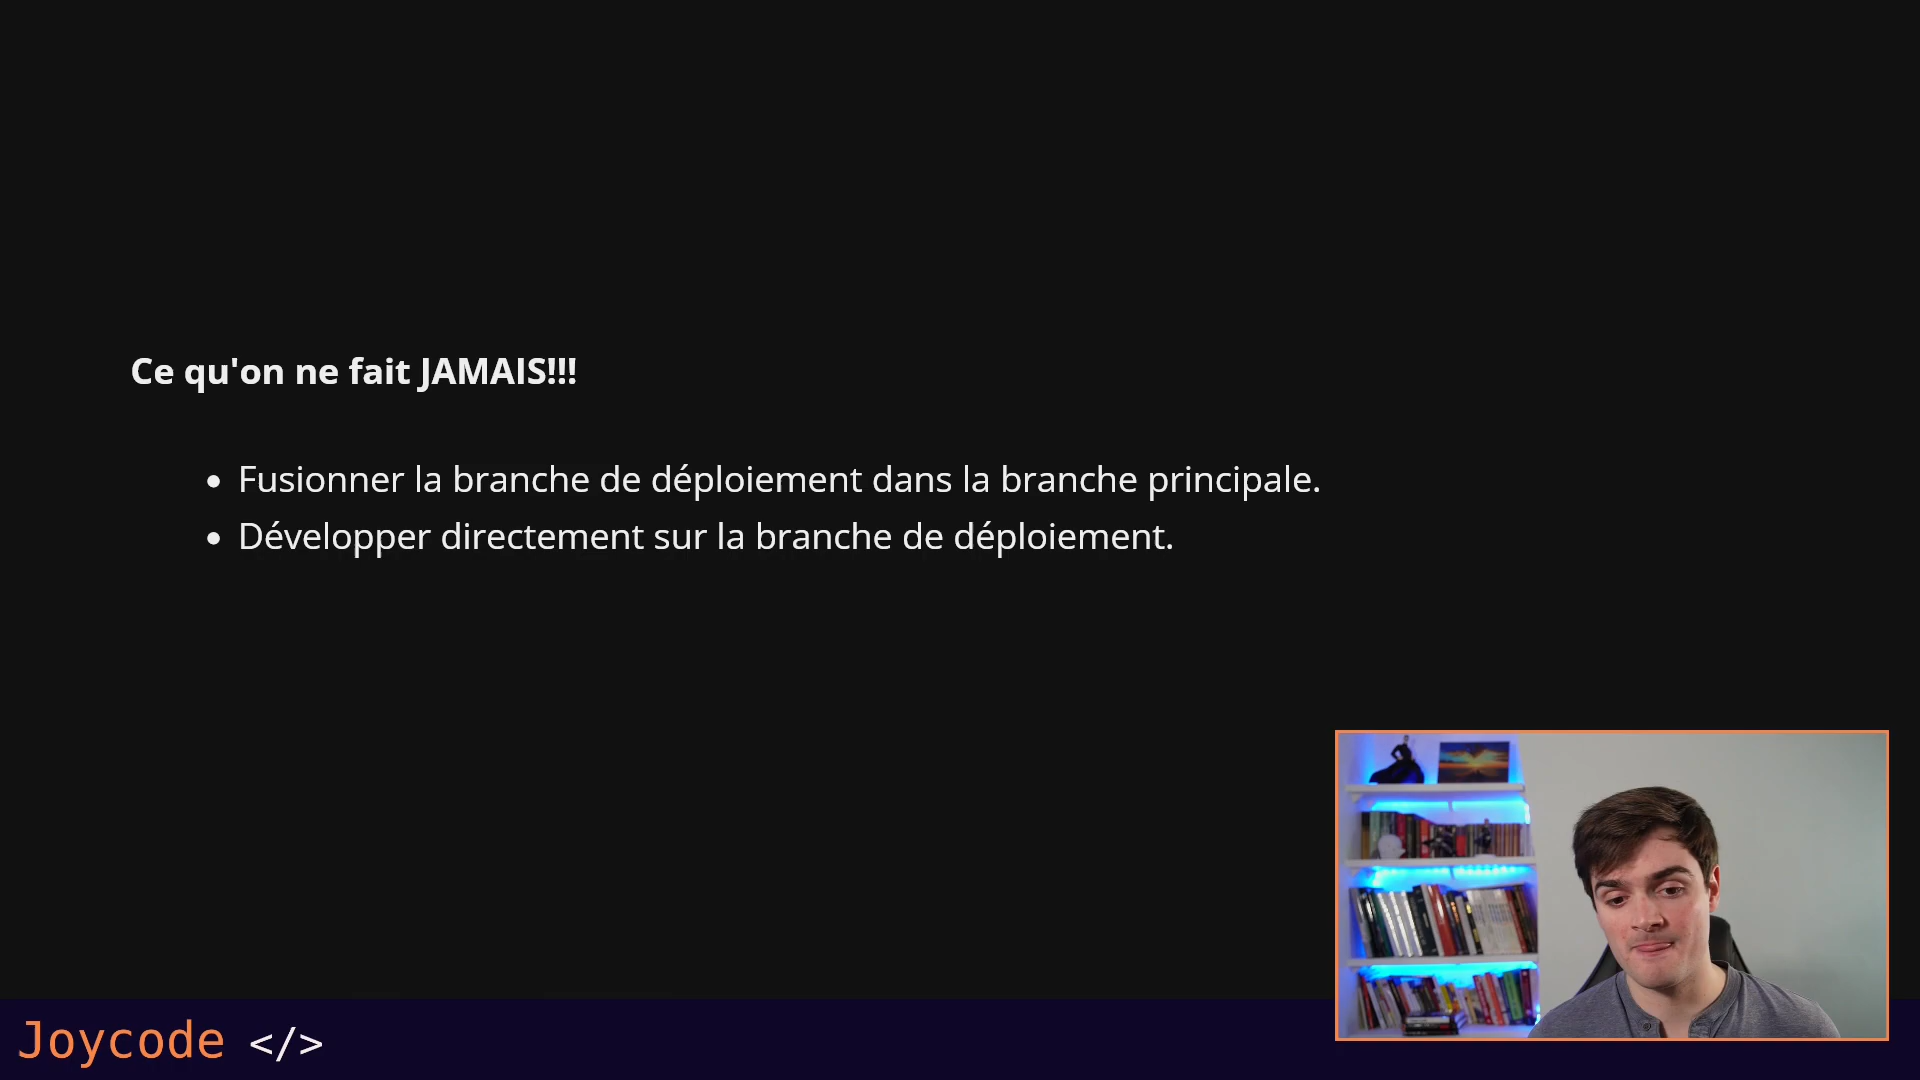 Ce qu'on ne fait JAMAIS!!!
• Fusionner la branche de déploiement dans la branche principale.
• Développer directement sur la branche de déploiement.
Joycode </>